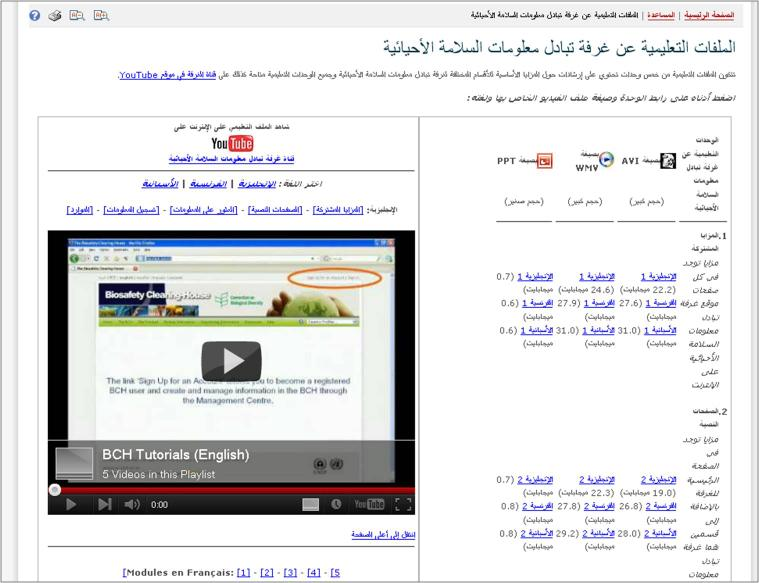 الصفحة الرئيسية | المساعدة | الملفات التعليمية عن غرفة تبادل معلومات السلامة الأحيائية
الملفات التعليمية عن غرفة تبادل معلومات السلامة الأحيائية
تتكون الملفات التعليمية من خمس وحدات تحتوي على إرشادات حول المزايا الأساسية للأقسام المختلفة لغرفة تبادل معلومات السلامة الأحيائية وجميع الوحدات التعليمية متاحة كذلك على قناة الغرفة في موقع YouTube.
اضغط أدناه على رابط الوحدة وصيغة ملف الفيديو الخاص بها ولغته:
الوحدات التعليمية عن غرفة تبادل معلومات السلامة الأحيائية
بصيغة AVI
بصيغة WMV
بصيغة PPT
(حجم كبير)
(حجم كبير)
(حجم صغير)
1. المزايا المشتركة
مزايا توجد في كل صفحات موقع غرفة تبادل معلومات السلامة الأحيائية على الإنترنت
الإنجليزية 1 (22.2 ميجابايت)
الإنجليزية 1 (24.6 ميجابايت)
الإنجليزية 1 (0.7 ميجابايت)
الفرنسية 1 (27.6 ميجابايت)
الفرنسية 1 (27.9 ميجابايت)
الفرنسية 1 (0.6 ميجابايت)
الأسبانية 1 (31.0 ميجابايت)
الأسبانية 1 (31.0 ميجابايت)
الأسبانية 1 (0.6 ميجابايت)
2. الصفحات النصية
مزايا توجد في الصفحة الرئيسية للغرفة بالإضافة إلى قسمين هما غرفة تبادل معلومات
الإنجليزية 2 (19.0 ميجابايت)
الإنجليزية 2 (22.3 ميجابايت)
الإنجليزية 2 (0.7 ميجابايت)
الفرنسية 2 (26.8 ميجابايت)
الفرنسية 2 (27.8 ميجابايت)
الفرنسية 2 (0.8 ميجابايت)
الأسبانية 2 (28.0 ميجابايت)
الأسبانية 2 (29.2 ميجابايت)
الأسبانية 2 (0.8 ميجابايت)
شاهد الملف التعليمي على الإنترنت على
YouTube
قناة غرفة تبادل معلومات السلامة الأحيائية
اختر اللغة: الإنجليزية | الفرنسية | الأسبانية
الإنجليزية: [المزايا المشتركة] - [الصفحات النصية] - [العثور على المعلومات] - [تسجيل المعلومات] - [الموارد]
The Biosafety Clearing-House - Mozilla Firefox
Biosafety Clearing-House
Convention on Biological Diversity
The link 'Sign Up for an Account' allows you to become a registered
BCH user and create and manage information in the BCH through
the Management Centre.
BCH Tutorials (English)
5 Videos in this Playlist
0:00
YouTube
انتقل إلى أعلى الصفحة
[Modules en Français: [1] - [2] - [3] - [4] - [5